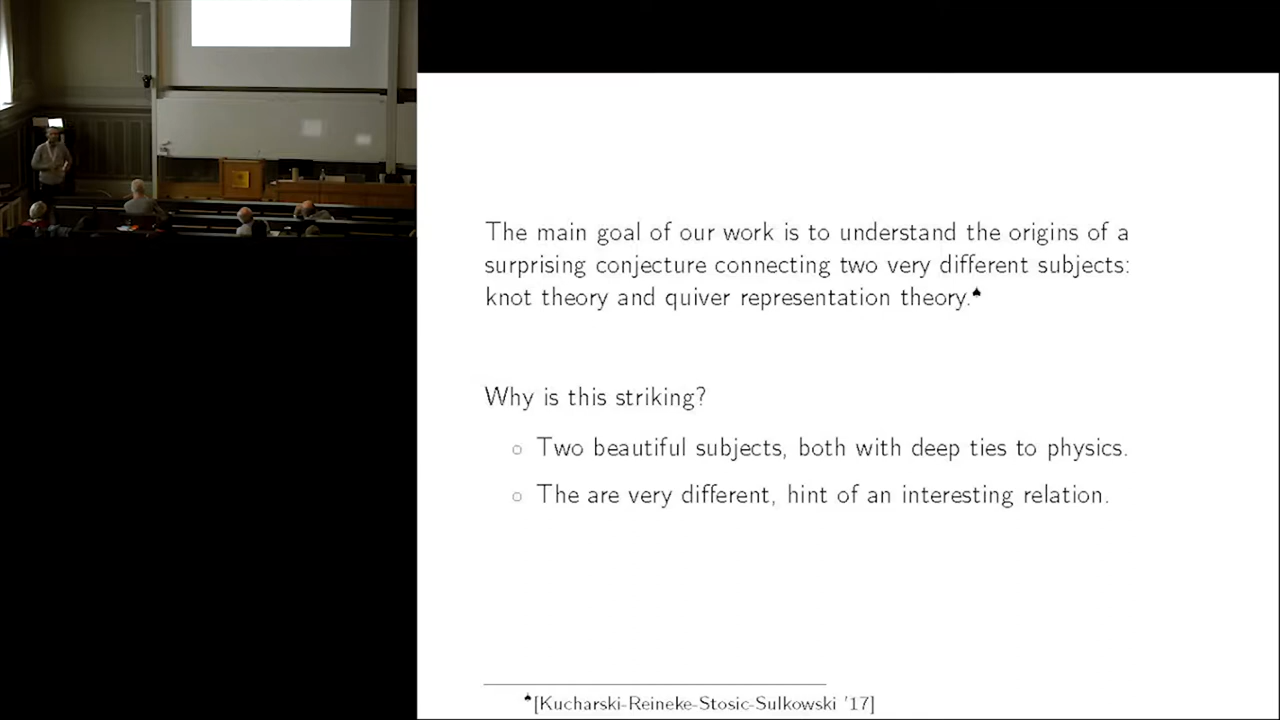 The main goal of our work is to understand the origins of a
surprising conjecture connecting two very different subjects:
knot theory and quiver representation theory.♠
Why is this striking?
○ Two beautiful subjects, both with deep ties to physics.
○ The are very different, hint of an interesting relation.
♠[Kucharski-Reineke-Stosic-Sulkowski '17]